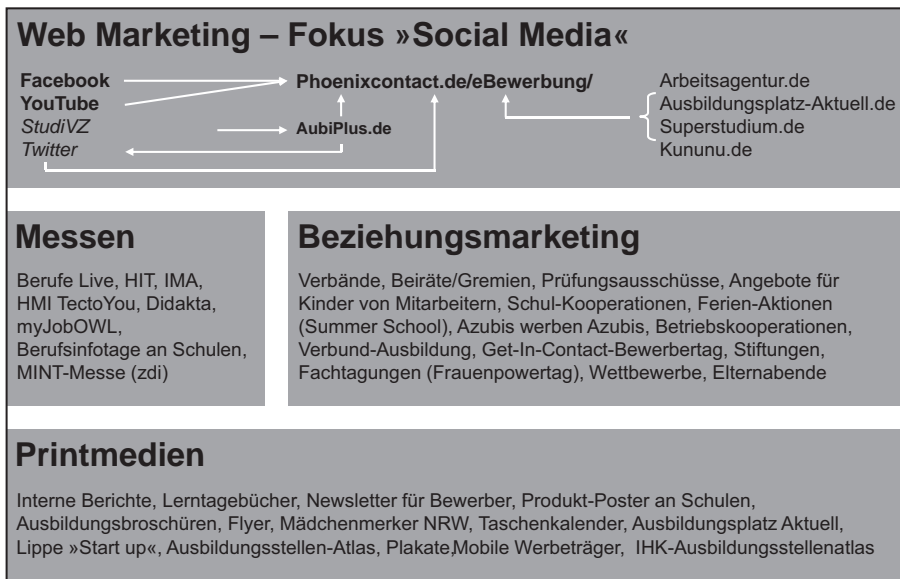 Web Marketing – Fokus »Social Media«
Facebook
YouTube
StudiVZ
Twitter
Phoenixcontact.de/eBewerbung/
AubiPlus.de
Arbeitsagentur.de
Ausbildungsplatz-Aktuell.de
Superstudium.de
Kununu.de
Messen
Berufe Live, HIT, IMA,
HMI TectoYou, Didakta,
myJobOWL,
Berufsinfotage an Schulen,
MINT-Messe (zdi)
Beziehungsmarketing
Verbände, Beiräte/Gremien, Prüfungsausschüsse, Angebote für
Kinder von Mitarbeitern, Schul-Kooperationen, Ferien-Aktionen
(Summer School), Azubis werben Azubis, Betriebskooperationen,
Verbund-Ausbildung, Get-In-Contact-Bewerbertag, Stiftungen,
Fachtagungen (Frauenpowertag), Wettbewerbe, Elternabende
Printmedien
Interne Berichte, Lerntagebücher, Newsletter für Bewerber, Produkt-Poster an Schulen,
Ausbildungsbroschüren, Flyer, Mädchenmerker NRW, Taschenkalender, Ausbildungsplatz Aktuell,
Lippe »Start up«, Ausbildungsstellen-Atlas, Plakate,Mobile Werbeträger, IHK-Ausbildungsstellenatlas